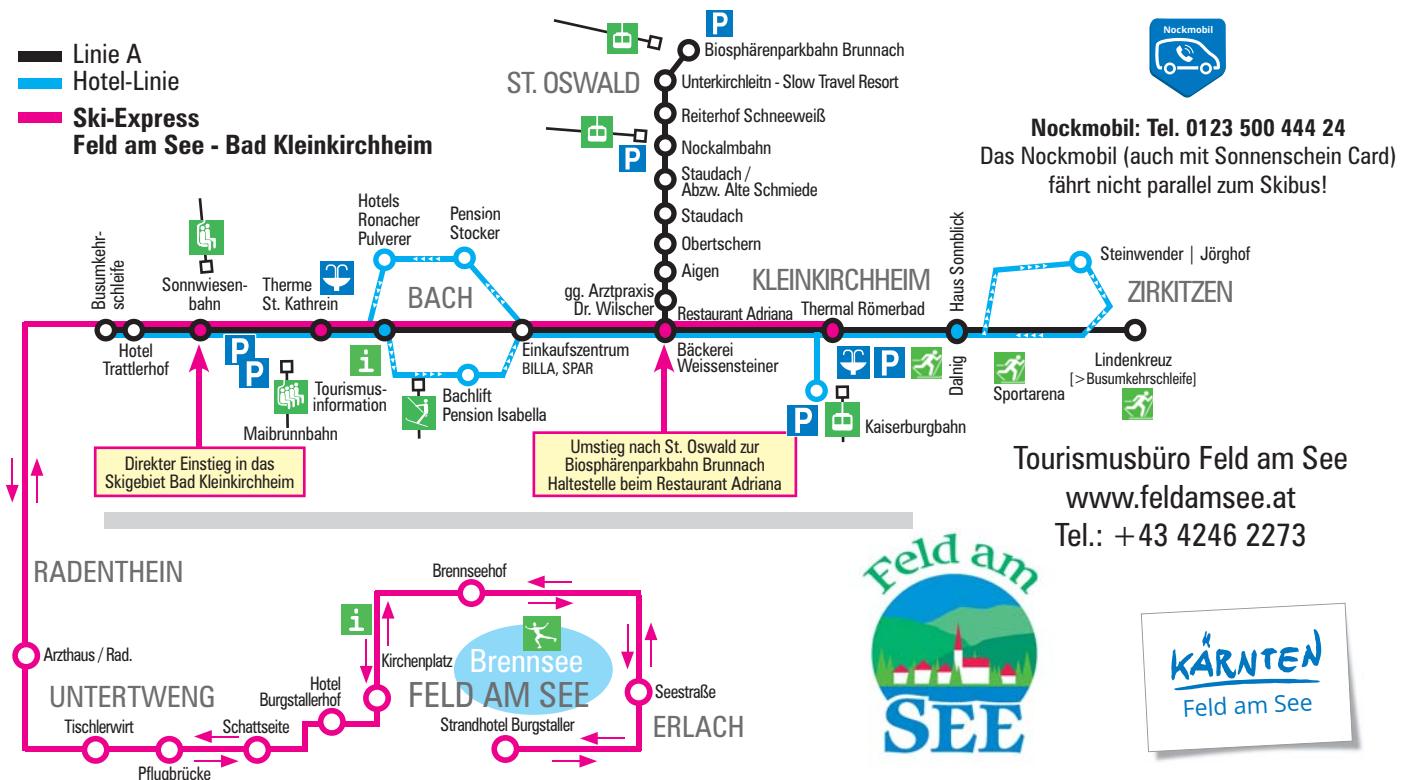 Linie A
Hotel-Linie
Ski-Express
Feld am See - Bad Kleinkirchheim
P
Biosphärenparkbahn Brunnach
ST. OSWALD
Unterkirchleitn - Slow Travel Resort
Reiterhof Schneeweiß
P
Nockalmbahn
Staudach /
Abzw. Alte Schmiede
Staudach
Obertschern
Aigen
gg. Arztpraxis
Dr. Wilscher
Nockmobil
Nockmobil: Tel. 0123 500 444 24
Das Nockmobil (auch mit Sonnenschein Card)
fährt nicht parallel zum Skibus!
Busumkehr-
schleife
Hotel
Trattlerhof
Sonnwiesen-
bahn
Therme
St. Kathrein
Hotels
Ronacher
Pulverer
Pension
Stocker
BACH
P
P
Maibrunnbahn
i
Tourismus-
information
Bachlift
Pension Isabella
Einkaufszentrum
BILLA, SPAR
Restaurant Adriana
Bäckerei
Weissensteiner
KLEINKIRCHHEIM
Thermal Römerbad
P
P
Kaiserburgbahn
Haus Sonnblick
Dalnig
Sportarena
Steinwender | Jörghof
ZIRKITZEN
Lindenkreuz
[>Busumkehrschleife]
Direkter Einstieg in das
Skigebiet Bad Kleinkirchheim
Umstieg nach St. Oswald zur
Biosphärenparkbahn Brunnach
Haltestelle beim Restaurant Adriana
Tourismusbüro Feld am See
www.feldamsee.at
Tel.: +43 4246 2273
RADENTHEIN
Arzthaus / Rad.
UNTERTWENG
Tischlerwirt
Pflugbrücke
Schattseite
Hotel
Burgstallerhof
i
Kirchenplatz
Brennseehof
Brennsee
FELD AM SEE
Strandhotel Burgstaller
Seestraße
ERLACH
Feld am
SEE
KÄRNTEN
Feld am See